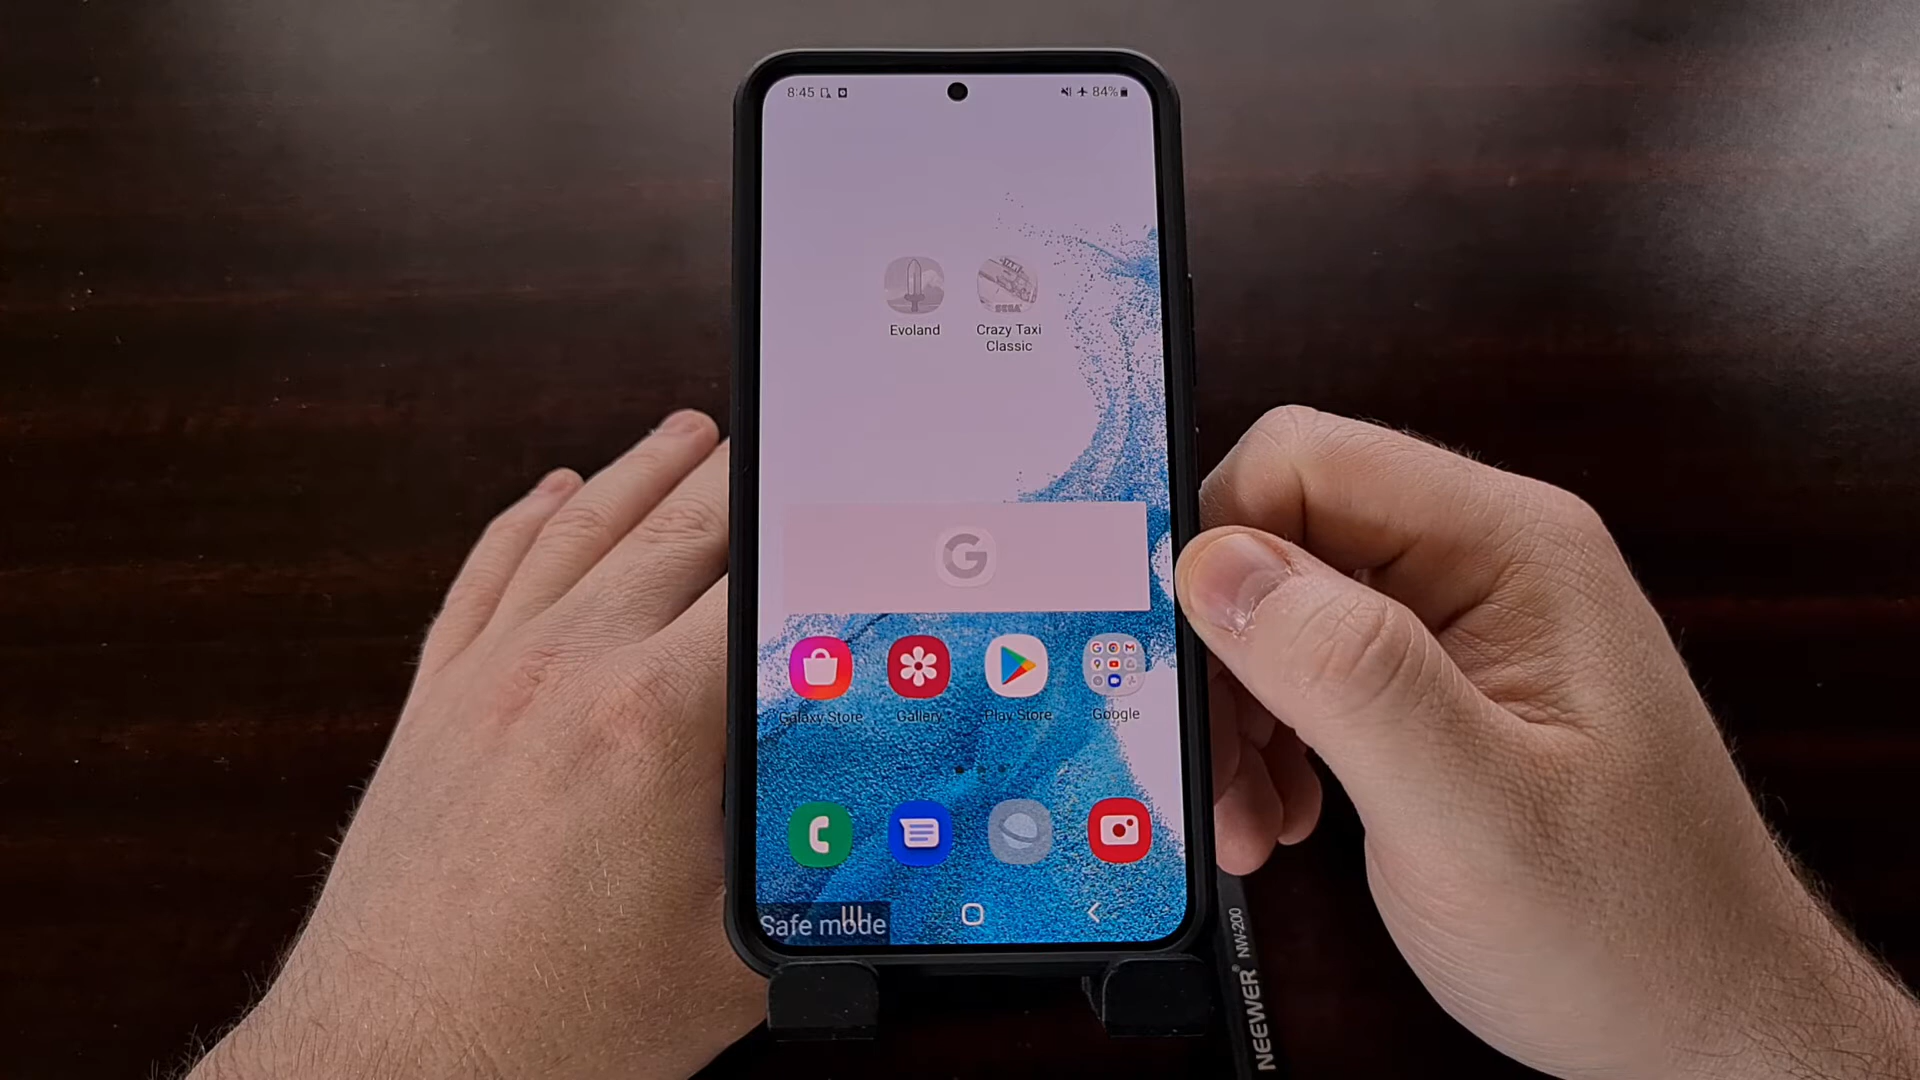 8:45
84%
Evoland
Crazy Taxi
Classic
SEGA
G
Galaxy Store
Gallery
Play Store
Google
Safe mode
NEEWER® NW-200